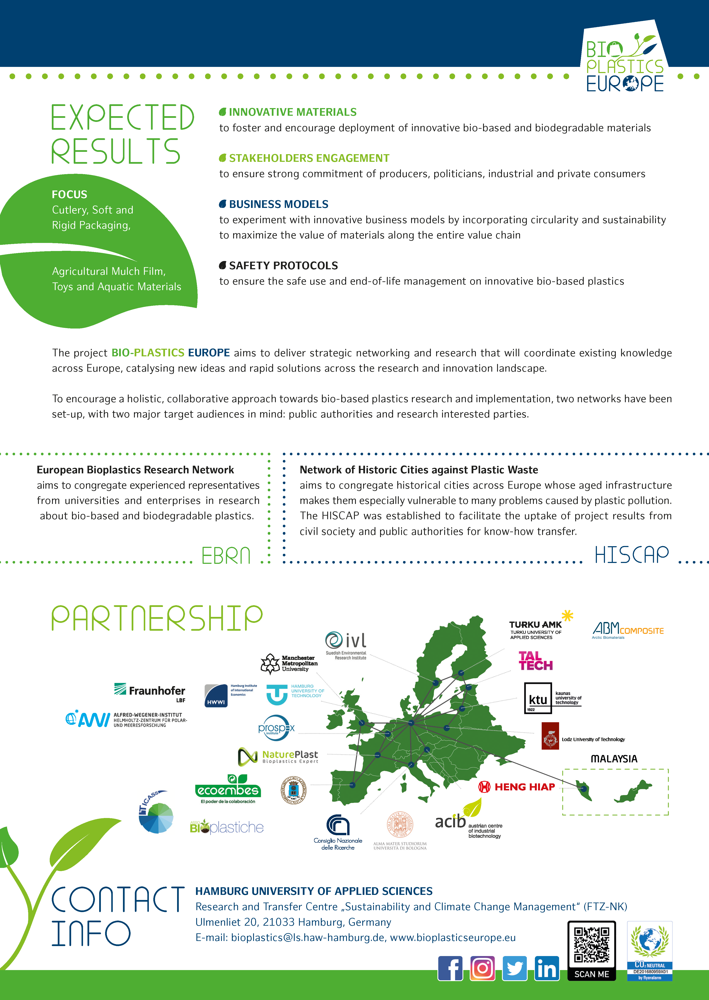 BIO
PLASTICS
EUROPE
EXPECTED
RESULTS
FOCUS
Cutlery, Soft and
Rigid Packaging,
Agricultural Mulch Film,
Toys and Aquatic Materials
INNOVATIVE MATERIALS
to foster and encourage deployment of innovative bio-based and biodegradable materials
STAKEHOLDERS ENGAGEMENT
to ensure strong commitment of producers, politicians, industrial and private consumers
BUSINESS MODELS
to experiment with innovative business models by incorporating circularity and sustainability
to maximize the value of materials along the entire value chain
SAFETY PROTOCOLS
to ensure the safe use and end-of-life management on innovative bio-based plastics
The project BIO-PLASTICS EUROPE aims to deliver strategic networking and research that will coordinate existing knowledge
across Europe, catalysing new ideas and rapid solutions across the research and innovation landscape.
To encourage a holistic, collaborative approach towards bio-based plastics research and implementation, two networks have been
set-up, with two major target audiences in mind: public authorities and research interested parties.
European Bioplastics Research Network
aims to congregate experienced representatives
from universities and enterprises in research
about bio-based and biodegradable plastics.
EBRN
Network of Historic Cities against Plastic Waste
aims to congregate historical cities across Europe whose aged infrastructure
makes them especially vulnerable to many problems caused by plastic pollution.
The HISCAP was established to facilitate the uptake of project results from
civil society and public authorities for know-how transfer.
HISCAP
PARTNERSHIP
ivl
Swedish Environmental
Research Institute
TURKU AMK
TURKU UNIVERSITY OF
APPLIED SCIENCES
ABM COMPOSITE
Arctic Biomaterials
Manchester
Metropolitan
University
TAL
TECH
Fraunhofer
LBF
HWWI
Hamburg Institute
of International
Economics
HAMBURG
UNIVERSITY OF
TECHNOLOGY
ktu
1922
kaunas
university of
technology
AWI
ALFRED-WEGENER-INSTITUT
HELMHOLTZ-ZENTRUM FÜR POLAR-
UND MEERESFORSCHUNG
prospex
institute
Lodz University of Technology
NaturePlast
Bioplastics Expert
MALAYSIA
ecoembes
El poder de la colaboración
HENG HIAP
TICASS
ASSO
BIOplastiche
Consiglio Nazionale
delle Ricerche
ALMA MATER STUDIORUM
A.D. 1088
ALMA MATER STUDIORUM
UNIVERSITÀ DI BOLOGNA
acib
austrian centre
of industrial
biotechnology
CONTACT
INFO
HAMBURG UNIVERSITY OF APPLIED SCIENCES
Research and Transfer Centre „Sustainability and Climate Change Management“ (FTZ-NK)
Ulmenliet 20, 21033 Hamburg, Germany
E-mail: bioplastics@ls.haw-hamburg.de, www.bioplasticseurope.eu
f
in
SCAN ME
CO2 NEUTRAL
DE201680959X01
by flyeralarm